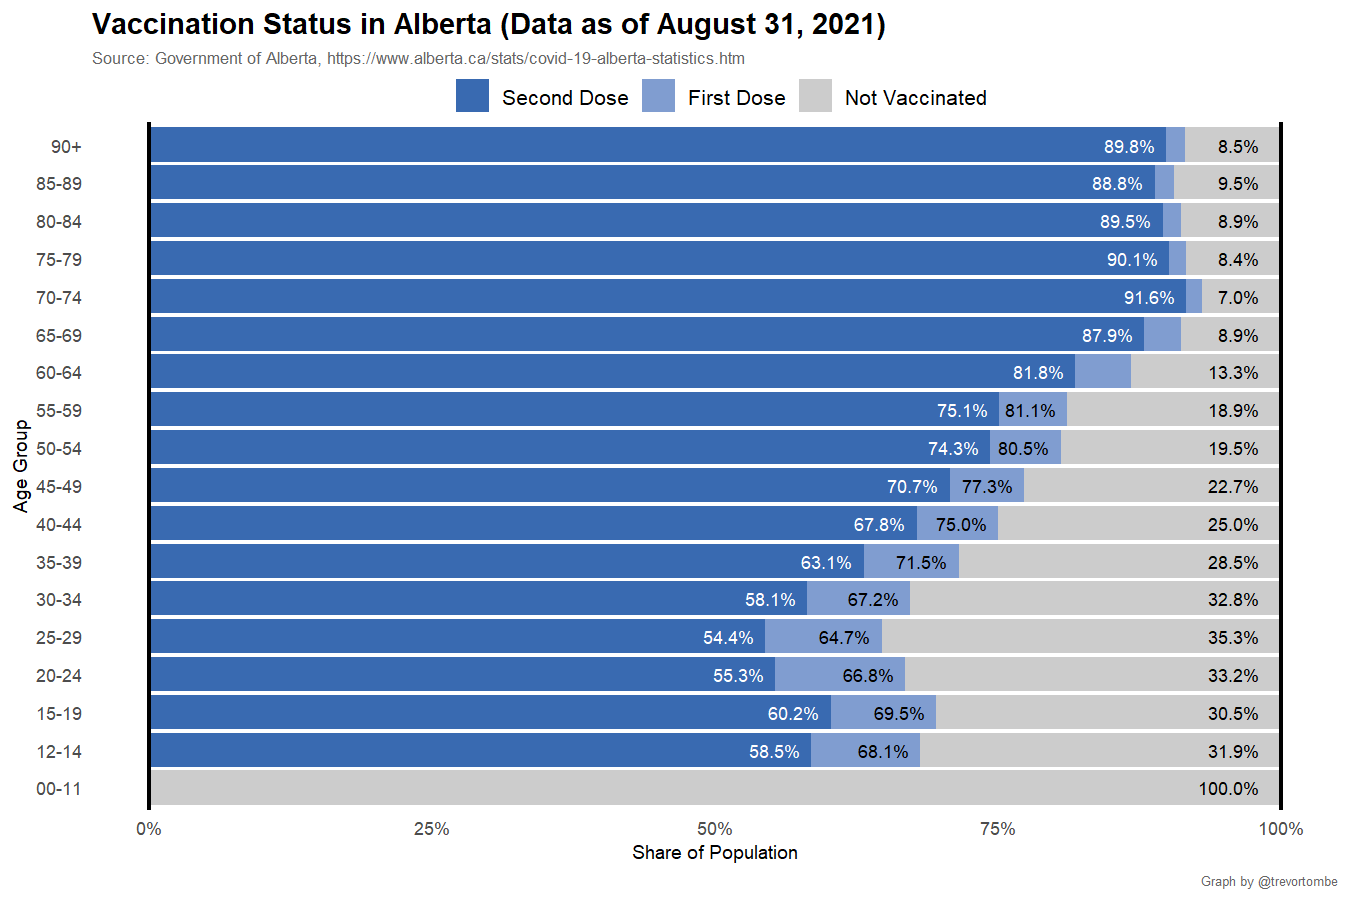 Vaccination Status in Alberta (Data as of August 31, 2021)
Source: Government of Alberta, https://www.alberta.ca/stats/covid-19-alberta-statistics.htm
Second Dose First Dose Not Vaccinated
90+ 89.8% 8.5%
85-89 88.8% 9.5%
80-84 89.5% 8.9%
75-79 90.1% 8.4%
70-74 91.6% 7.0%
65-69 87.9% 8.9%
60-64 81.8% 13.3%
55-59 75.1% 81.1% 18.9%
50-54 74.3% 80.5% 19.5%
45-49 70.7% 77.3% 22.7%
40-44 67.8% 75.0% 25.0%
35-39 63.1% 71.5% 28.5%
30-34 58.1% 67.2% 32.8%
25-29 54.4% 64.7% 35.3%
20-24 55.3% 66.8% 33.2%
15-19 60.2% 69.5% 30.5%
12-14 58.5% 68.1% 31.9%
00-11 100.0%
Age Group
0% 25% 50% 75% 100%
Share of Population
Graph by @trevortombe